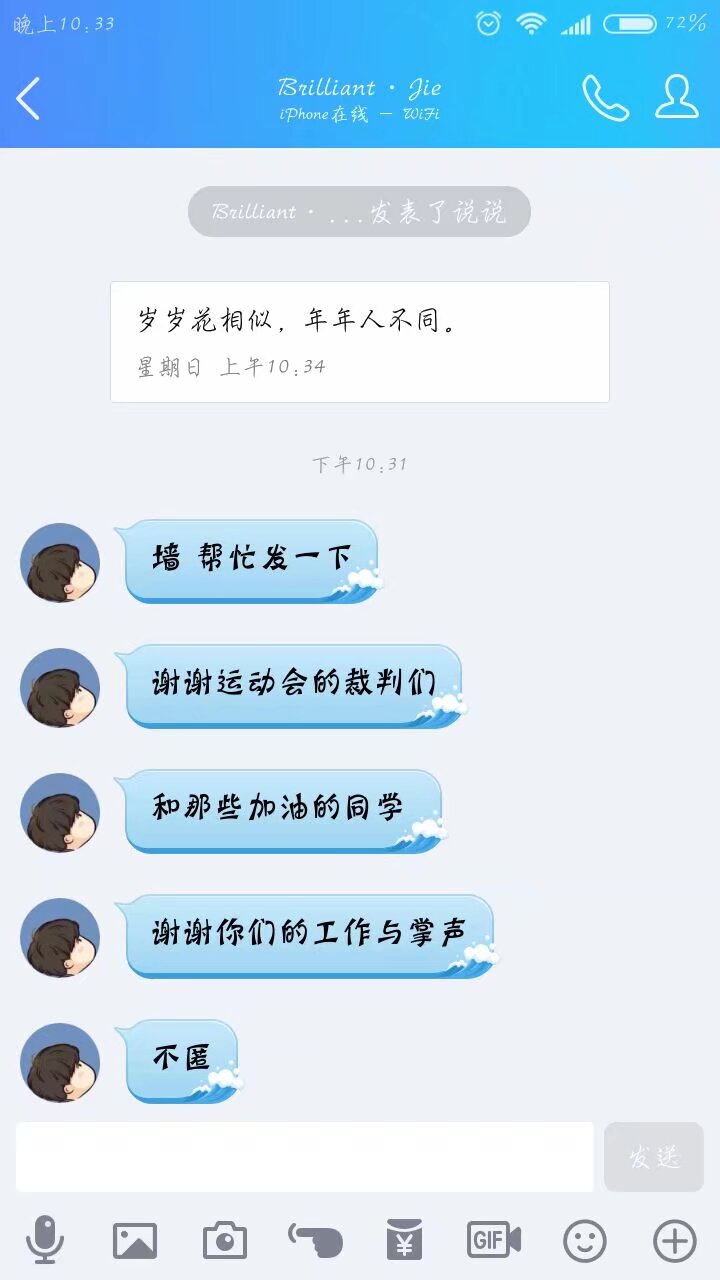 晚上10:33
72%
Brilliant · Jie
iPhone在线 - WiFi
Brilliant · ...发表了说说
岁岁花相似，年年人不同。
星期日 上午10:34
下午10:31
墙 帮忙发一下
谢谢运动会的裁判们
和那些加油的同学
谢谢你们的工作与掌声
不匿
发送
GIF